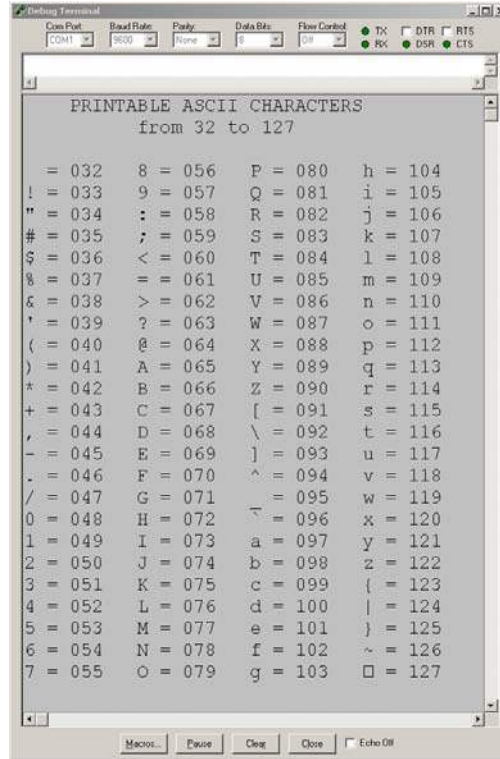 Debug Terminal
Com Port: Baud Rate: Parity: Data Bits: Flow Control: TX DTR RTS
COM1 9600 None 8 Off RX DSR CTS
PRINTABLE ASCII CHARACTERS
from 32 to 127
= 032 8 = 056 P = 080 h = 104
! = 033 9 = 057 Q = 081 i = 105
" = 034 : = 058 R = 082 j = 106
# = 035 ; = 059 S = 083 k = 107
$ = 036 < = 060 T = 084 l = 108
% = 037 = = 061 U = 085 m = 109
& = 038 > = 062 V = 086 n = 110
' = 039 ? = 063 W = 087 o = 111
( = 040 @ = 064 X = 088 p = 112
) = 041 A = 065 Y = 089 q = 113
* = 042 B = 066 Z = 090 r = 114
+ = 043 C = 067 [ = 091 s = 115
, = 044 D = 068 \ = 092 t = 116
- = 045 E = 069 ] = 093 u = 117
. = 046 F = 070 ^ = 094 v = 118
/ = 047 G = 071 _ = 095 w = 119
0 = 048 H = 072 ` = 096 x = 120
1 = 049 I = 073 a = 097 y = 121
2 = 050 J = 074 b = 098 z = 122
3 = 051 K = 075 c = 099 { = 123
4 = 052 L = 076 d = 100 | = 124
5 = 053 M = 077 e = 101 } = 125
6 = 054 N = 078 f = 102 ~ = 126
7 = 055 O = 079 g = 103 □ = 127
Macros... Pause Clear Close Echo Off